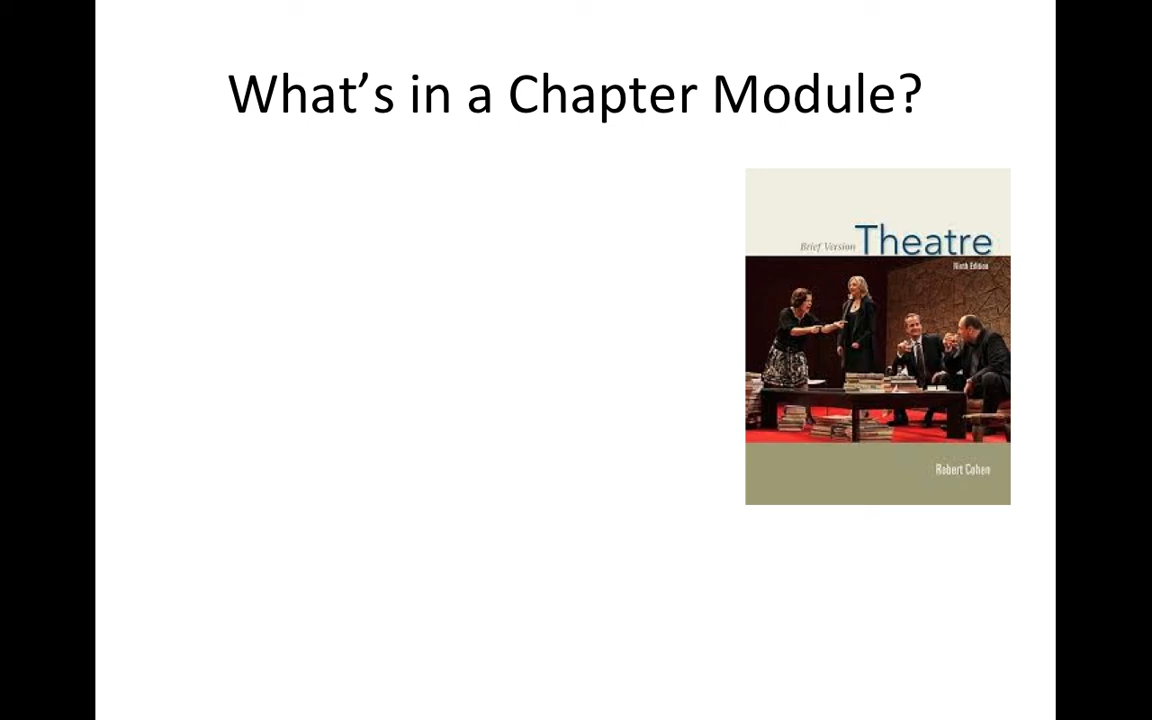 What's in a Chapter Module?
Brief Version Theatre
Ninth Edition
Robert Cohen